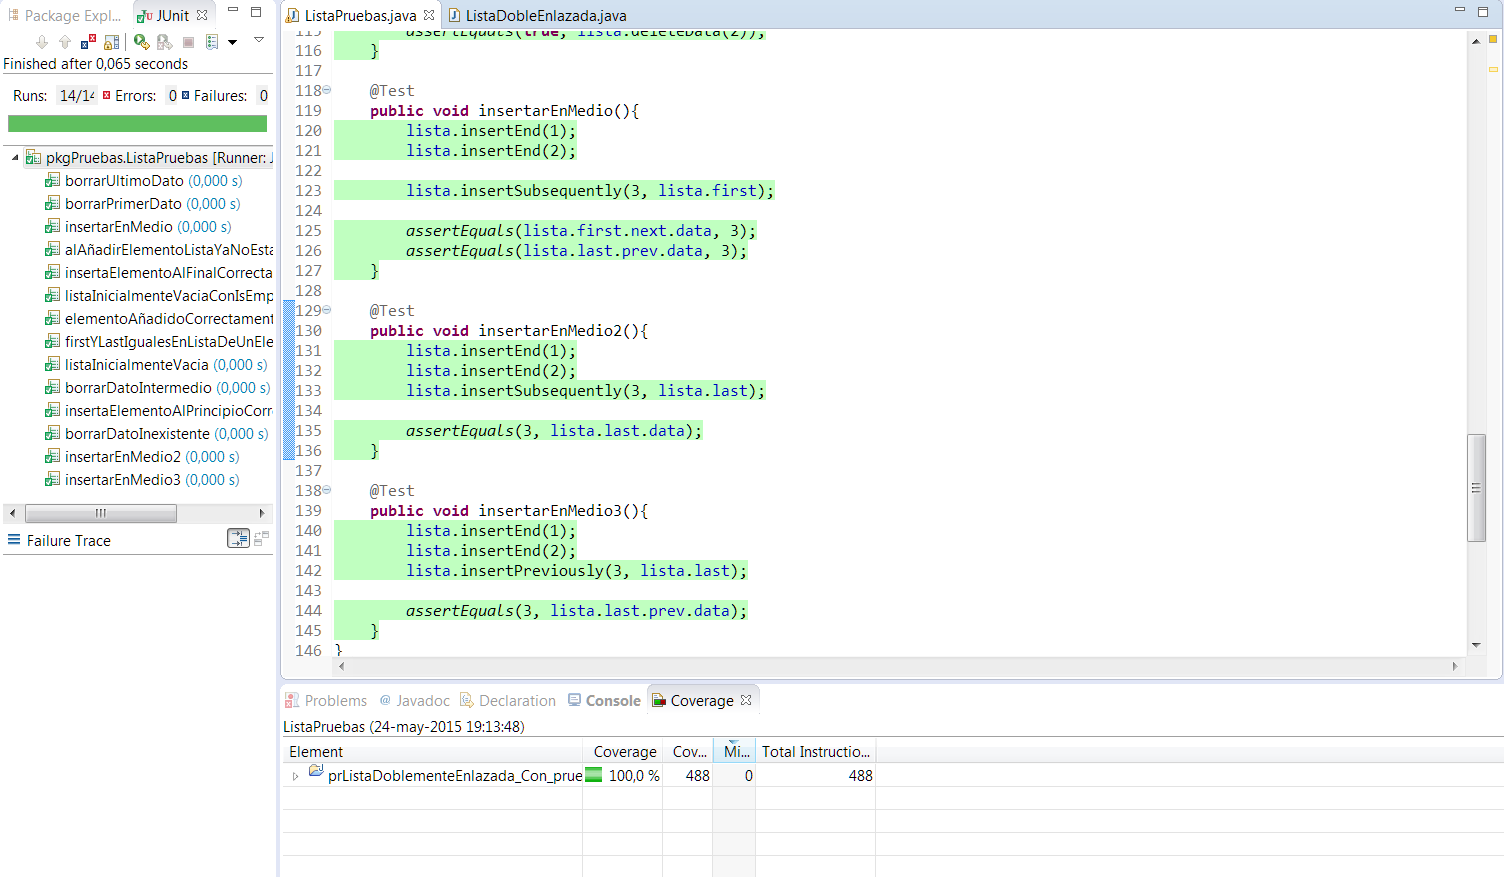 Package Expl...
JUnit
Finished after 0,065 seconds
Runs: 14/14 Errors: 0 Failures: 0
pkgPruebas.ListaPruebas [Runner: J
borrarUltimoDato (0,000 s)
borrarPrimerDato (0,000 s)
insertarEnMedio (0,000 s)
alAñadirElementoListaYaNoEsta
insertaElementoAlFinalCorrecta
listaInicialmenteVaciaConIsEmp
elementoAñadidoCorrectament
firstYLastIgualesEnListaDeUnEle
listaInicialmenteVacia (0,000 s)
borrarDatoIntermedio (0,000 s)
insertaElementoAlPrincipioCorr
borrarDatoInexistente (0,000 s)
insertarEnMedio2 (0,000 s)
insertarEnMedio3 (0,000 s)
Failure Trace
ListaPruebas.java
ListaDobleEnlazada.java
115 assertEquals(true, lista.deleteData(2));
116 }
117
118 @Test
119 public void insertarEnMedio(){
120 lista.insertEnd(1);
121 lista.insertEnd(2);
122
123 lista.insertSubsequently(3, lista.first);
124
125 assertEquals(lista.first.next.data, 3);
126 assertEquals(lista.last.prev.data, 3);
127 }
128
129 @Test
130 public void insertarEnMedio2(){
131 lista.insertEnd(1);
132 lista.insertEnd(2);
133 lista.insertSubsequently(3, lista.last);
134
135 assertEquals(3, lista.last.data);
136 }
137
138 @Test
139 public void insertarEnMedio3(){
140 lista.insertEnd(1);
141 lista.insertEnd(2);
142 lista.insertPreviously(3, lista.last);
143
144 assertEquals(3, lista.last.prev.data);
145 }
146 }
Problems @ Javadoc Declaration Console Coverage
ListaPruebas (24-may-2015 19:13:48)
Element Coverage Cov... Mi... Total Instructio...
prListaDoblementeEnlazada_Con_prue 100,0 % 488 0 488